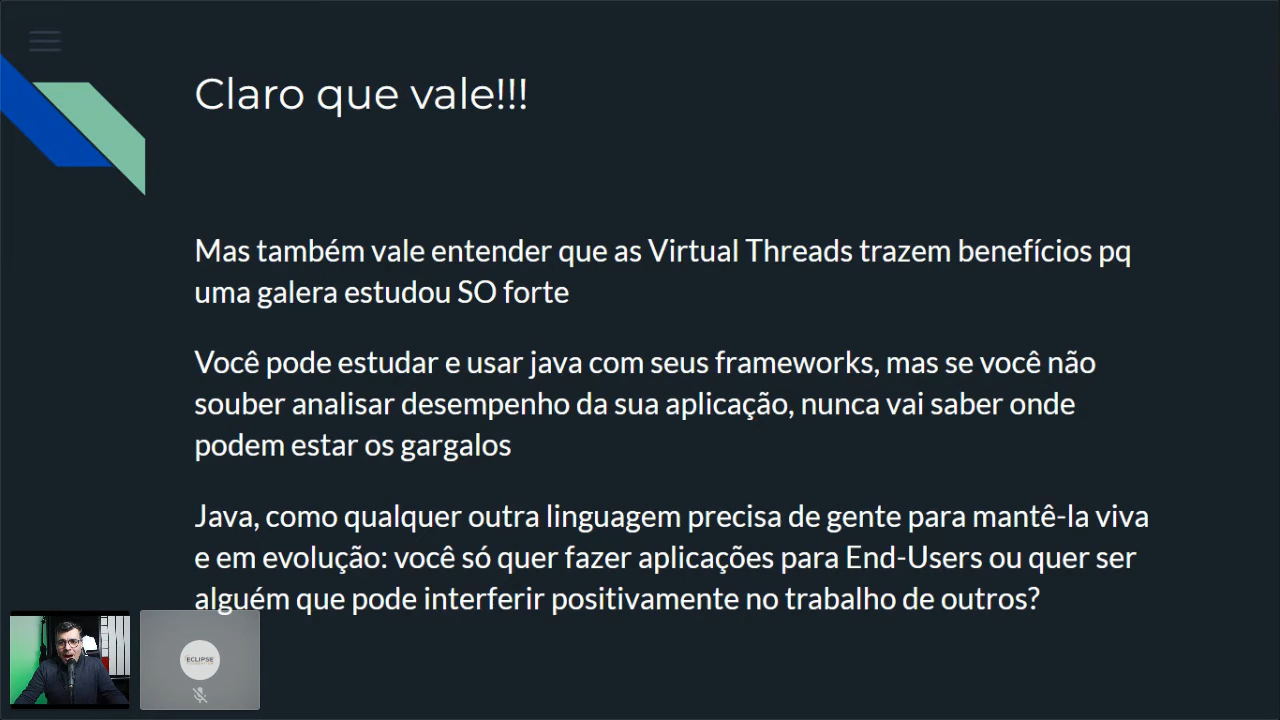 Claro que vale!!!
Mas também vale entender que as Virtual Threads trazem benefícios pq
uma galera estudou SO forte
Você pode estudar e usar java com seus frameworks, mas se você não
souber analisar desempenho da sua aplicação, nunca vai saber onde
podem estar os gargalos
Java, como qualquer outra linguagem precisa de gente para mantê-la viva
e em evolução: você só quer fazer aplicações para End-Users ou quer ser
alguém que pode interferir positivamente no trabalho de outros?
ECLIPSE